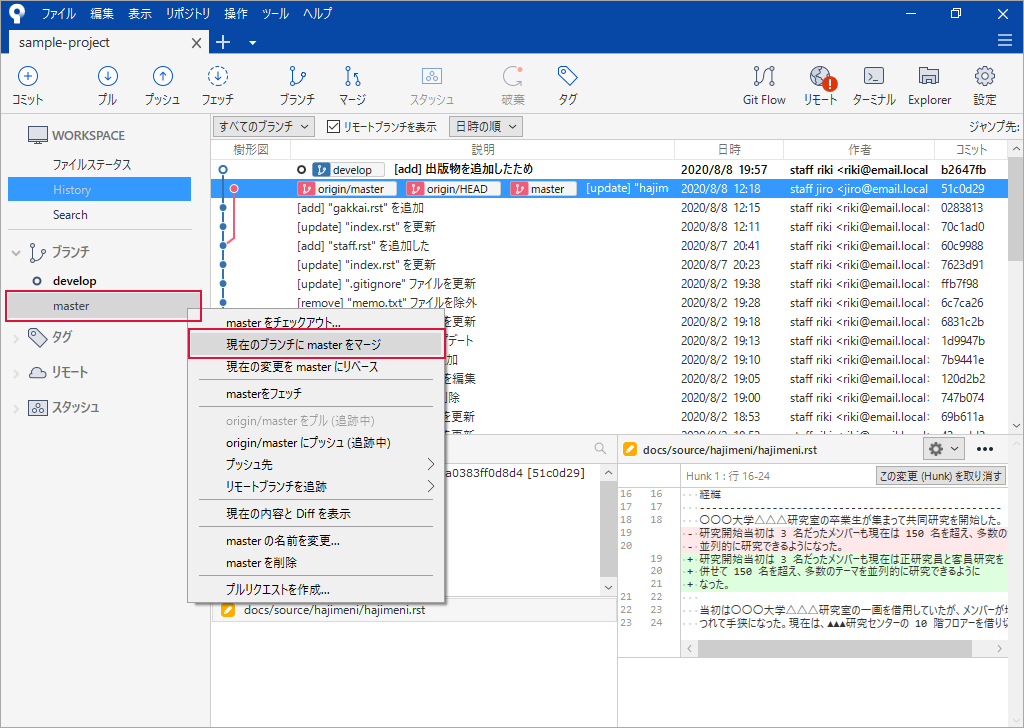 ファイル 編集 表示 リポジトリ 操作 ツール ヘルプ
sample-project
コミット プル プッシュ フェッチ ブランチ マージ スタッシュ 破棄 タグ Git Flow リモート ターミナル Explorer 設定
WORKSPACE
ファイルステータス
History
Search
ブランチ
develop
master
タグ
リモート
スタッシュ
すべてのブランチ リモートブランチを表示 日時の順 ジャンプ先:
樹形図 説明 日時 作者 コミット
develop [add] 出版物を追加したため 2020/8/8 19:57 staff riki <riki@email.local b2647fb
origin/master origin/HEAD master [update] "hajim 2020/8/8 12:18 staff jiro <jiro@email.local> 51c0d29
[add] "gakkai.rst" を追加 2020/8/8 12:15 staff riki <riki@email.local> 0283813
[update] "index.rst" を更新 2020/8/8 12:11 staff riki <riki@email.local> 70c1ad0
[add] "staff.rst" を追加した 2020/8/7 20:41 staff riki <riki@email.local> 60c9988
[update] "index.rst" を更新 2020/8/7 20:23 staff riki <riki@email.local> 7623d91
[update] ".gitignore" ファイルを更新 2020/8/2 19:38 staff riki <riki@email.local> ffb7f98
[remove] "memo.txt" ファイルを除外 2020/8/2 19:28 staff riki <riki@email.local> 6c7ca26
を更新 2020/8/2 19:18 staff riki <riki@email.local> 6831c2b
デート 2020/8/2 19:13 staff riki <riki@email.local> 1d9947b
加 2020/8/2 19:10 staff riki <riki@email.local> 7b9441e
を編集 2020/8/2 19:05 staff riki <riki@email.local> 120d2b2
削除 2020/8/2 19:00 staff riki <riki@email.local> 747b074
を更新 2020/8/2 18:53 staff riki <riki@email.local> 69b611a
master をチェックアウト...
現在のブランチに master をマージ
現在の変更を master にリベース
masterをフェッチ
origin/master をプル (追跡中)
origin/master にプッシュ (追跡中)
プッシュ先
リモートブランチを追跡
現在の内容と Diff を表示
master の名前を変更...
master を削除
プルリクエストを作成...
a0383ff0d8d4 [51c0d29]
docs/source/hajimeni/hajimeni.rst
docs/source/hajimeni/hajimeni.rst
Hunk 1 : 行 16-24 この変更 (Hunk) を取り消す
16 16 経緯
17 17 ------------------------------------------------
18 18 〇〇〇大学△△△研究室の卒業生が集まって共同研究を開始した。
19 - 研究開始当初は 3 名だったメンバーも現在は 150 名を超え、多数の
20 - 並列的に研究できるようになった。
19 + 研究開始当初は 3 名だったメンバーも現在は正研究員と客員研究を
20 + 併せて 150 名を超え、多数のテーマを並列的に研究できるように
21 + なった。
21 22
22 23 当初は〇〇〇大学△△△研究室の一画を借用していたが、メンバーが
23 24 つれて手狭になった。現在は、▲▲▲研究センターの 10 階フロアーを借り